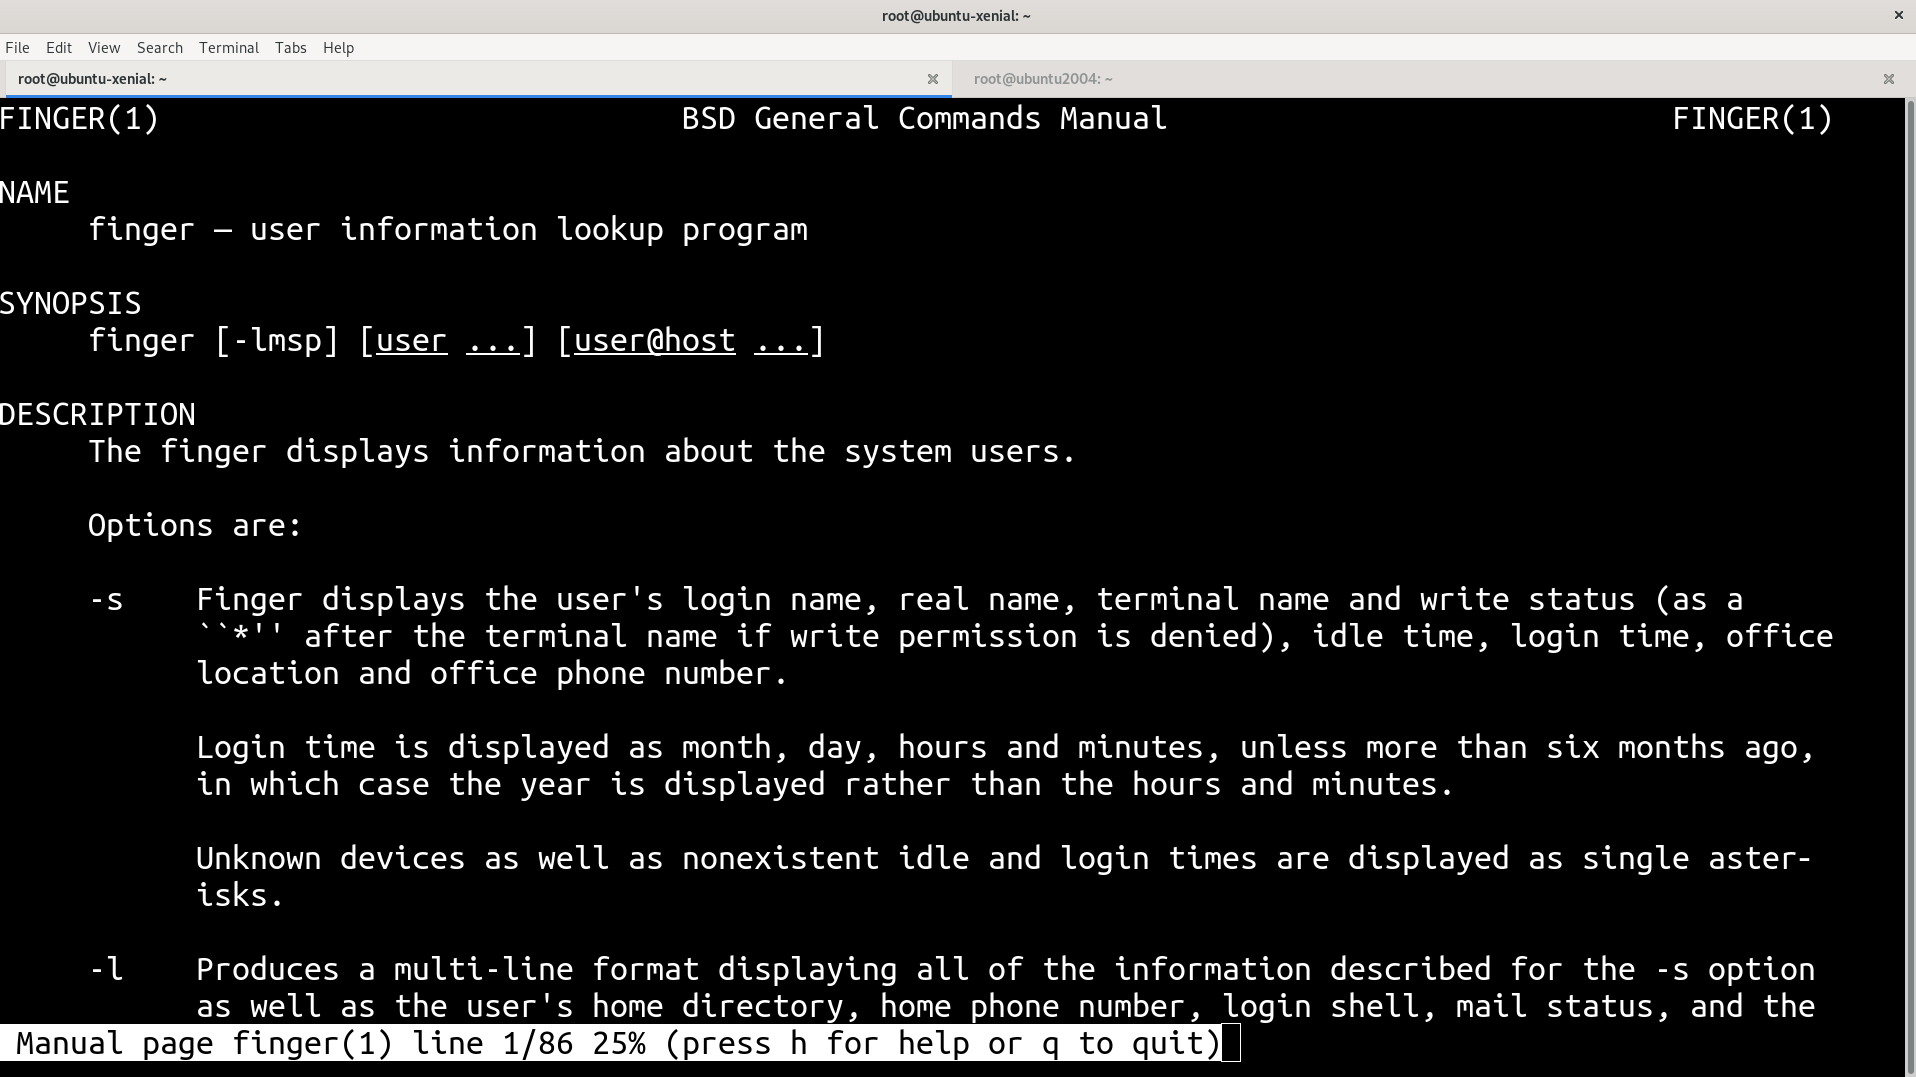 root@ubuntu-xenial: ~
File Edit View Search Terminal Tabs Help
root@ubuntu-xenial: ~ root@ubuntu2004: ~
FINGER(1) BSD General Commands Manual FINGER(1)
NAME
finger — user information lookup program
SYNOPSIS
finger [-lmsp] [user ...] [user@host ...]
DESCRIPTION
The finger displays information about the system users.
Options are:
-s Finger displays the user's login name, real name, terminal name and write status (as a
``*'' after the terminal name if write permission is denied), idle time, login time, office
location and office phone number.
Login time is displayed as month, day, hours and minutes, unless more than six months ago,
in which case the year is displayed rather than the hours and minutes.
Unknown devices as well as nonexistent idle and login times are displayed as single aster-
isks.
-l Produces a multi-line format displaying all of the information described for the -s option
as well as the user's home directory, home phone number, login shell, mail status, and the
Manual page finger(1) line 1/86 25% (press h for help or q to quit)